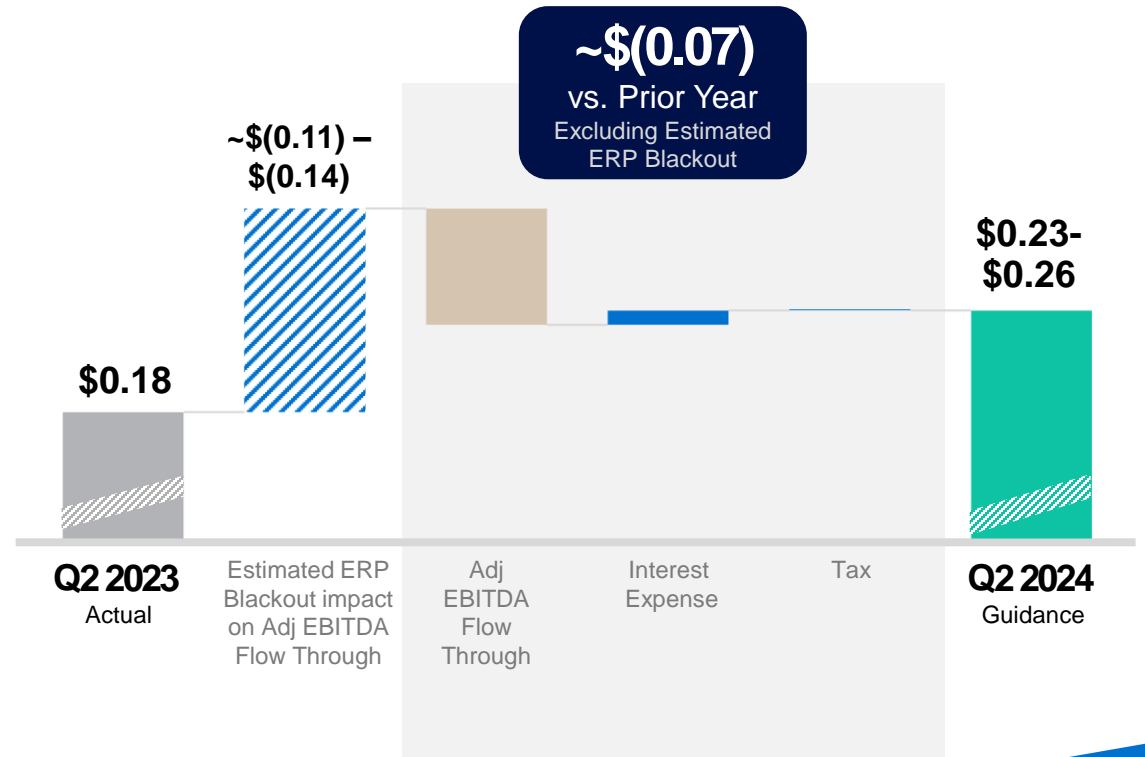 ~$(0.07)
vs. Prior Year
Excluding Estimated
ERP Blackout
~$(0.11) –
$(0.14)
$0.23-
$0.26
$0.18
Q2 2023
Actual
Estimated ERP
Blackout impact
on Adj EBITDA
Flow Through
Adj
EBITDA
Flow
Through
Interest
Expense
Tax
Q2 2024
Guidance